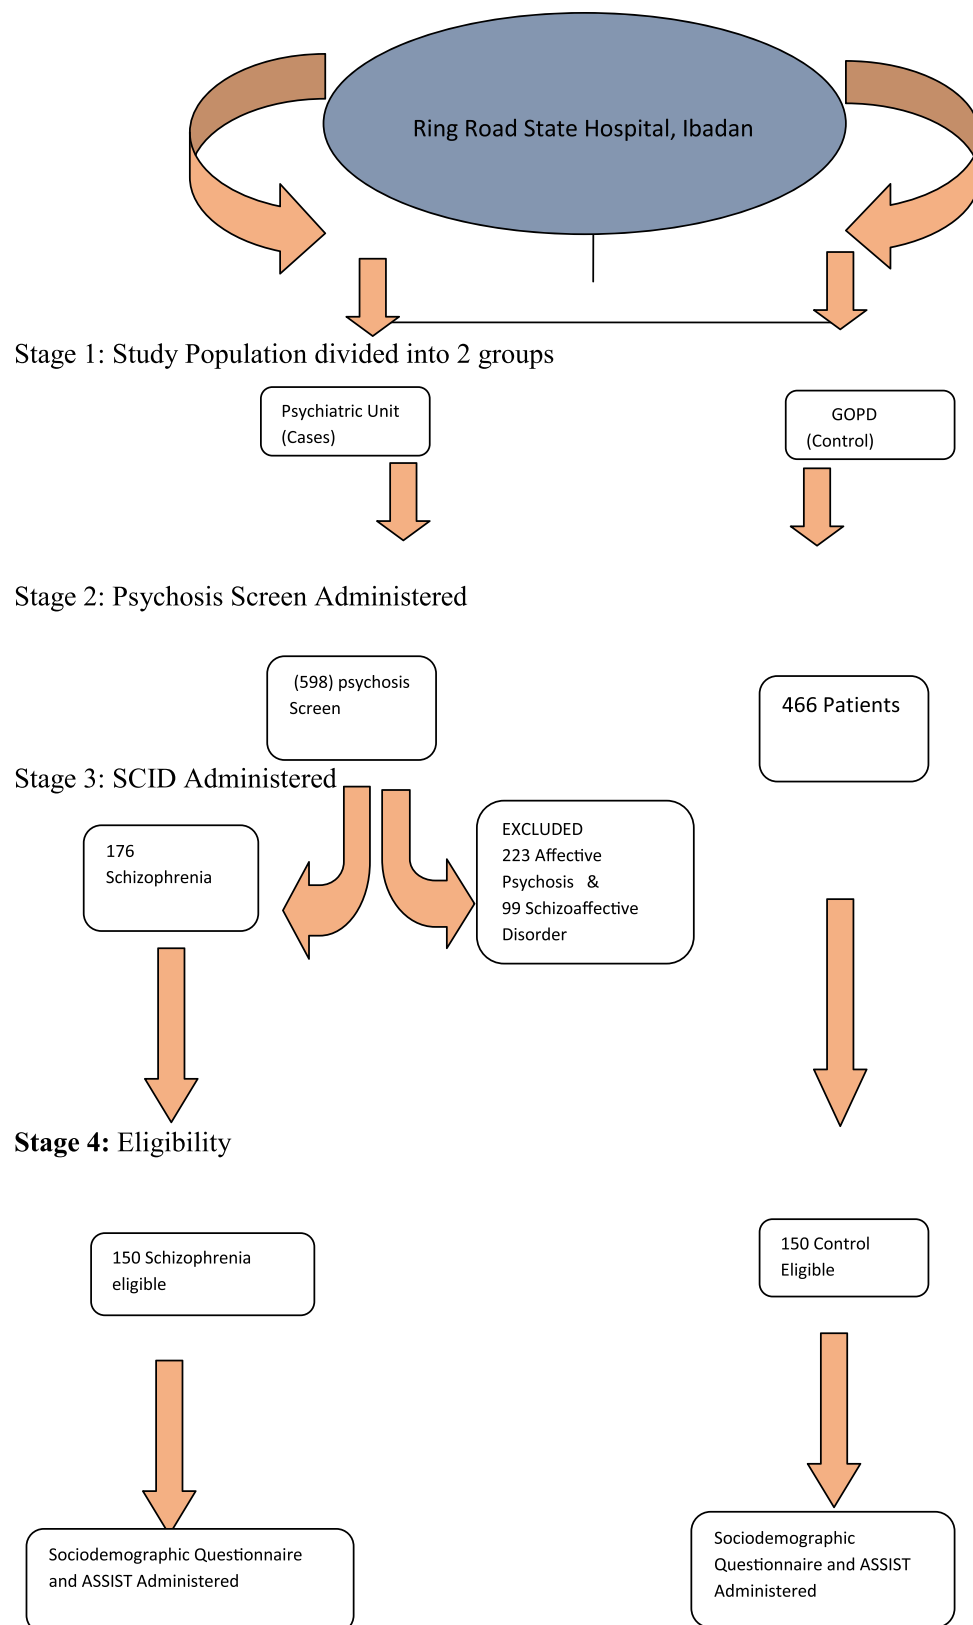 Ring Road State Hospital, Ibadan
Stage 1: Study Population divided into 2 groups
Psychiatric Unit
(Cases)
GOPD
(Control)
Stage 2: Psychosis Screen Administered
(598) psychosis
Screen
466 Patients
Stage 3: SCID Administered
176
Schizophrenia
EXCLUDED
223 Affective
Psychosis &
99 Schizoaffective
Disorder
Stage 4: Eligibility
150 Schizophrenia
eligible
150 Control
Eligible
Sociodemographic Questionnaire
and ASSIST Administered
Sociodemographic
Questionnaire and ASSIST
Administered